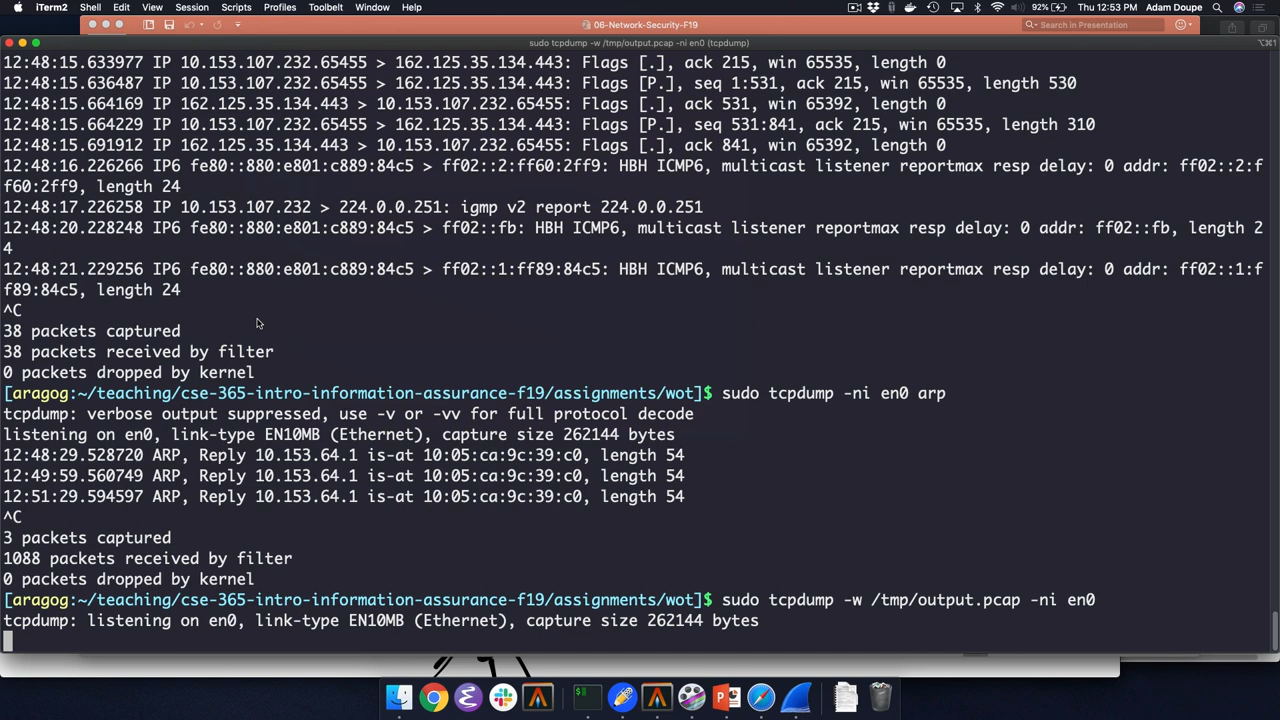 iTerm2 Shell Edit View Session Scripts Profiles Toolbelt Window Help 92% Thu 12:53 PM Adam Doupe
06-Network-Security-F19 Search in Presentation
sudo tcpdump -w /tmp/output.pcap -ni en0 (tcpdump) ⌥⌘1
12:48:15.633977 IP 10.153.107.232.65455 > 162.125.35.134.443: Flags [.], ack 215, win 65535, length 0
12:48:15.636487 IP 10.153.107.232.65455 > 162.125.35.134.443: Flags [P.], seq 1:531, ack 215, win 65535, length 530
12:48:15.664169 IP 162.125.35.134.443 > 10.153.107.232.65455: Flags [.], ack 531, win 65392, length 0
12:48:15.664229 IP 10.153.107.232.65455 > 162.125.35.134.443: Flags [P.], seq 531:841, ack 215, win 65535, length 310
12:48:15.691912 IP 162.125.35.134.443 > 10.153.107.232.65455: Flags [.], ack 841, win 65392, length 0
12:48:16.226266 IP6 fe80::880:e801:c889:84c5 > ff02::2:ff60:2ff9: HBH ICMP6, multicast listener reportmax resp delay: 0 addr: ff02::2:f
f60:2ff9, length 24
12:48:17.226258 IP 10.153.107.232 > 224.0.0.251: igmp v2 report 224.0.0.251
12:48:20.228248 IP6 fe80::880:e801:c889:84c5 > ff02::fb: HBH ICMP6, multicast listener reportmax resp delay: 0 addr: ff02::fb, length 2
4
12:48:21.229256 IP6 fe80::880:e801:c889:84c5 > ff02::1:ff89:84c5: HBH ICMP6, multicast listener reportmax resp delay: 0 addr: ff02::1:f
f89:84c5, length 24
^C
38 packets captured
38 packets received by filter
0 packets dropped by kernel
[aragog:~/teaching/cse-365-intro-information-assurance-f19/assignments/wot]$ sudo tcpdump -ni en0 arp
tcpdump: verbose output suppressed, use -v or -vv for full protocol decode
listening on en0, link-type EN10MB (Ethernet), capture size 262144 bytes
12:48:29.528720 ARP, Reply 10.153.64.1 is-at 10:05:ca:9c:39:c0, length 54
12:49:59.560749 ARP, Reply 10.153.64.1 is-at 10:05:ca:9c:39:c0, length 54
12:51:29.594597 ARP, Reply 10.153.64.1 is-at 10:05:ca:9c:39:c0, length 54
^C
3 packets captured
1088 packets received by filter
0 packets dropped by kernel
[aragog:~/teaching/cse-365-intro-information-assurance-f19/assignments/wot]$ sudo tcpdump -w /tmp/output.pcap -ni en0
tcpdump: listening on en0, link-type EN10MB (Ethernet), capture size 262144 bytes